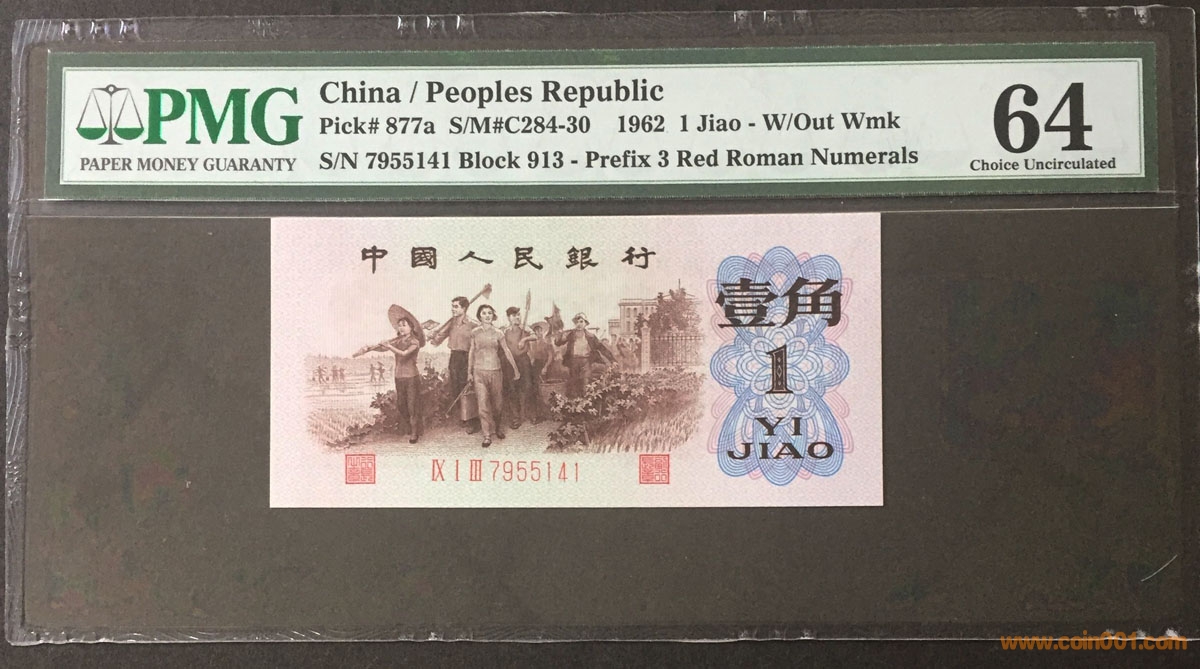 PMG
PAPER MONEY GUARANTY
China / Peoples Republic
Pick# 877a S/M#C284-30 1962 1 Jiao - W/Out Wmk
S/N 7955141 Block 913 - Prefix 3 Red Roman Numerals
64
Choice Uncirculated
中國人民銀行
壹角
1
YI
JIAO
Ⅸ Ⅰ Ⅲ 7955141
www.coin001.com